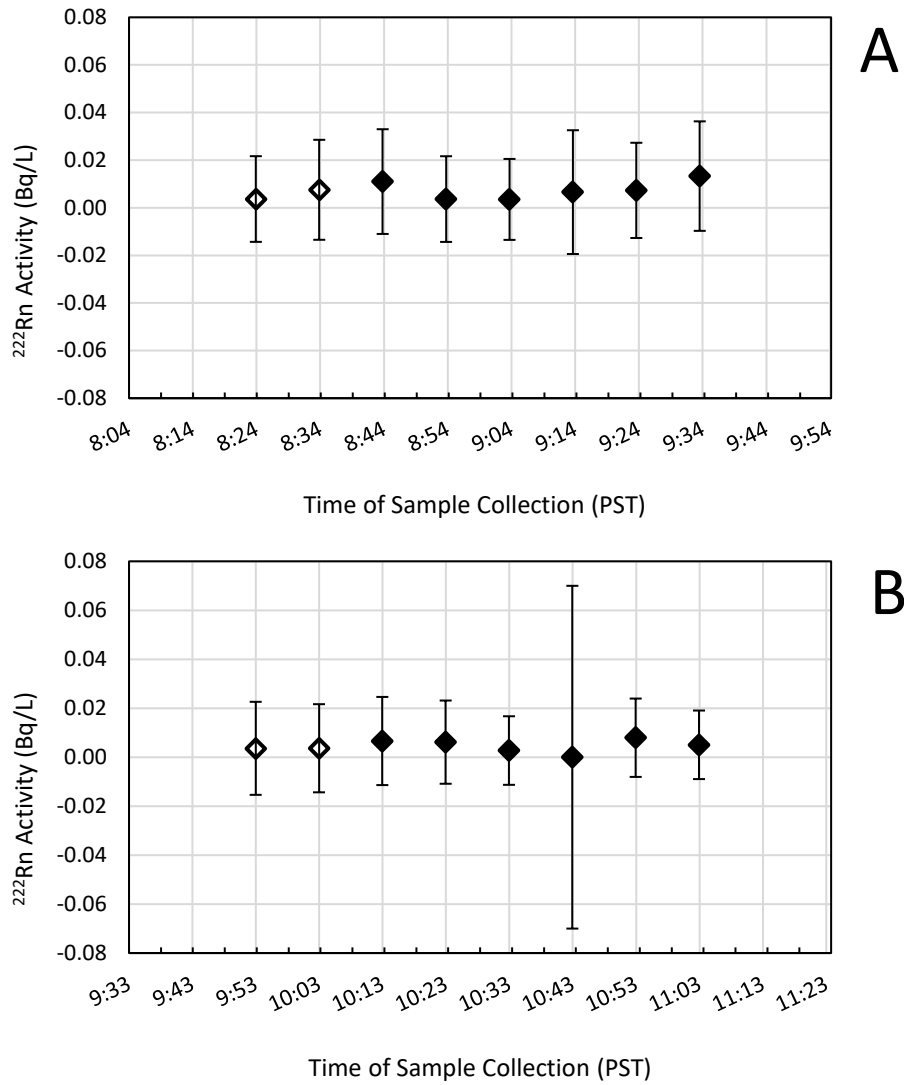 A
0.08
0.06
0.04
0.02
0.00
-0.02
-0.04
-0.06
-0.08
²²²Rn Activity (Bq/L)
8:04 8:14 8:24 8:34 8:44 8:54 9:04 9:14 9:24 9:34 9:44 9:54
Time of Sample Collection (PST)
B
0.08
0.06
0.04
0.02
0.00
-0.02
-0.04
-0.06
-0.08
²²²Rn Activity (Bq/L)
9:33 9:43 9:53 10:03 10:13 10:23 10:33 10:43 10:53 11:03 11:13 11:23
Time of Sample Collection (PST)